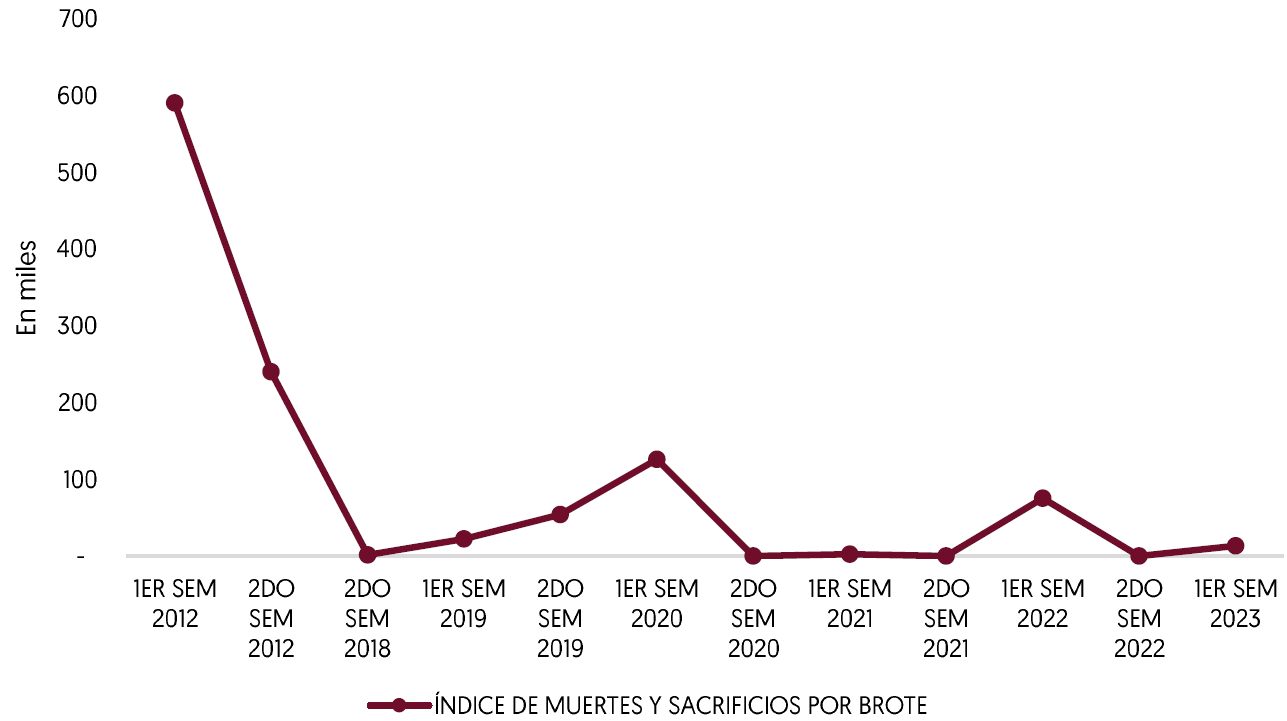 700
600
500
400
300
200
100
-
En miles
1ER SEM
2012
2DO
SEM
2012
2DO
SEM
2018
1ER SEM
2019
2DO
SEM
2019
1ER SEM
2020
2DO
SEM
2020
1ER SEM
2021
2DO
SEM
2021
1ER SEM
2022
2DO
SEM
2022
1ER SEM
2023
ÍNDICE DE MUERTES Y SACRIFICIOS POR BROTE